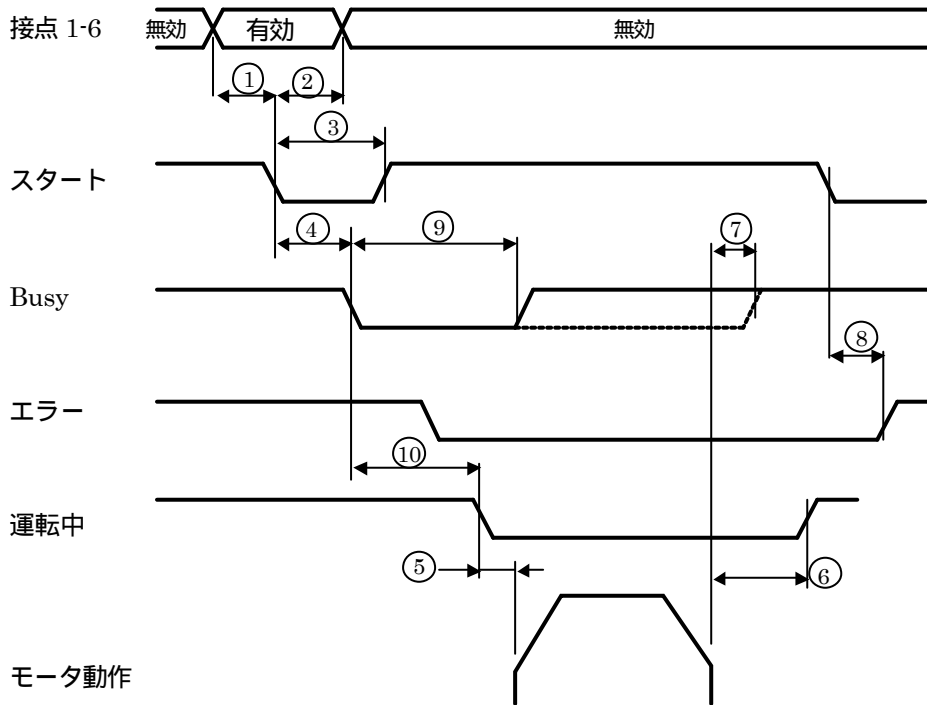 接点 1-6
無効
有効
無効
①
②
③
スタート
④
⑨
⑦
Busy
⑧
エラー
⑩
運転中
⑤
⑥
モータ動作